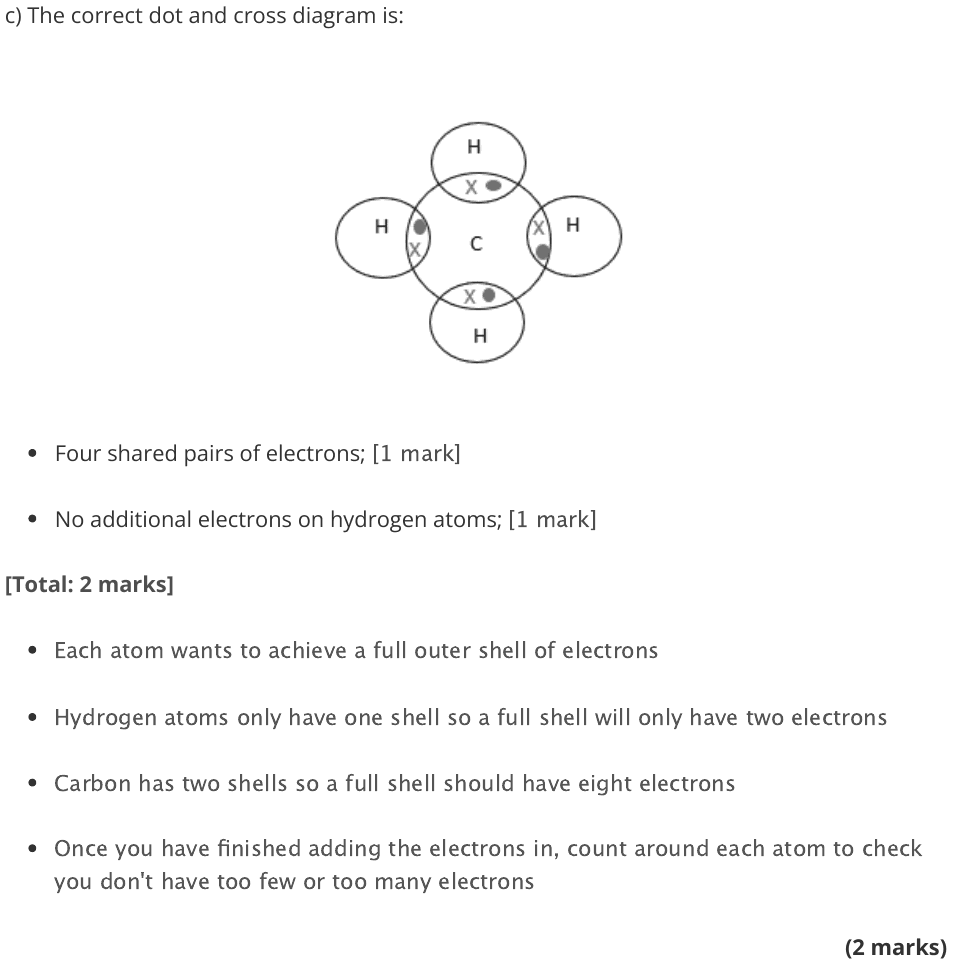 c) The correct dot and cross diagram is:
H
X
H
X
C
X
H
X
H
• Four shared pairs of electrons; [1 mark]
• No additional electrons on hydrogen atoms; [1 mark]
[Total: 2 marks]
• Each atom wants to achieve a full outer shell of electrons
• Hydrogen atoms only have one shell so a full shell will only have two electrons
• Carbon has two shells so a full shell should have eight electrons
• Once you have finished adding the electrons in, count around each atom to check
you don't have too few or too many electrons
(2 marks)